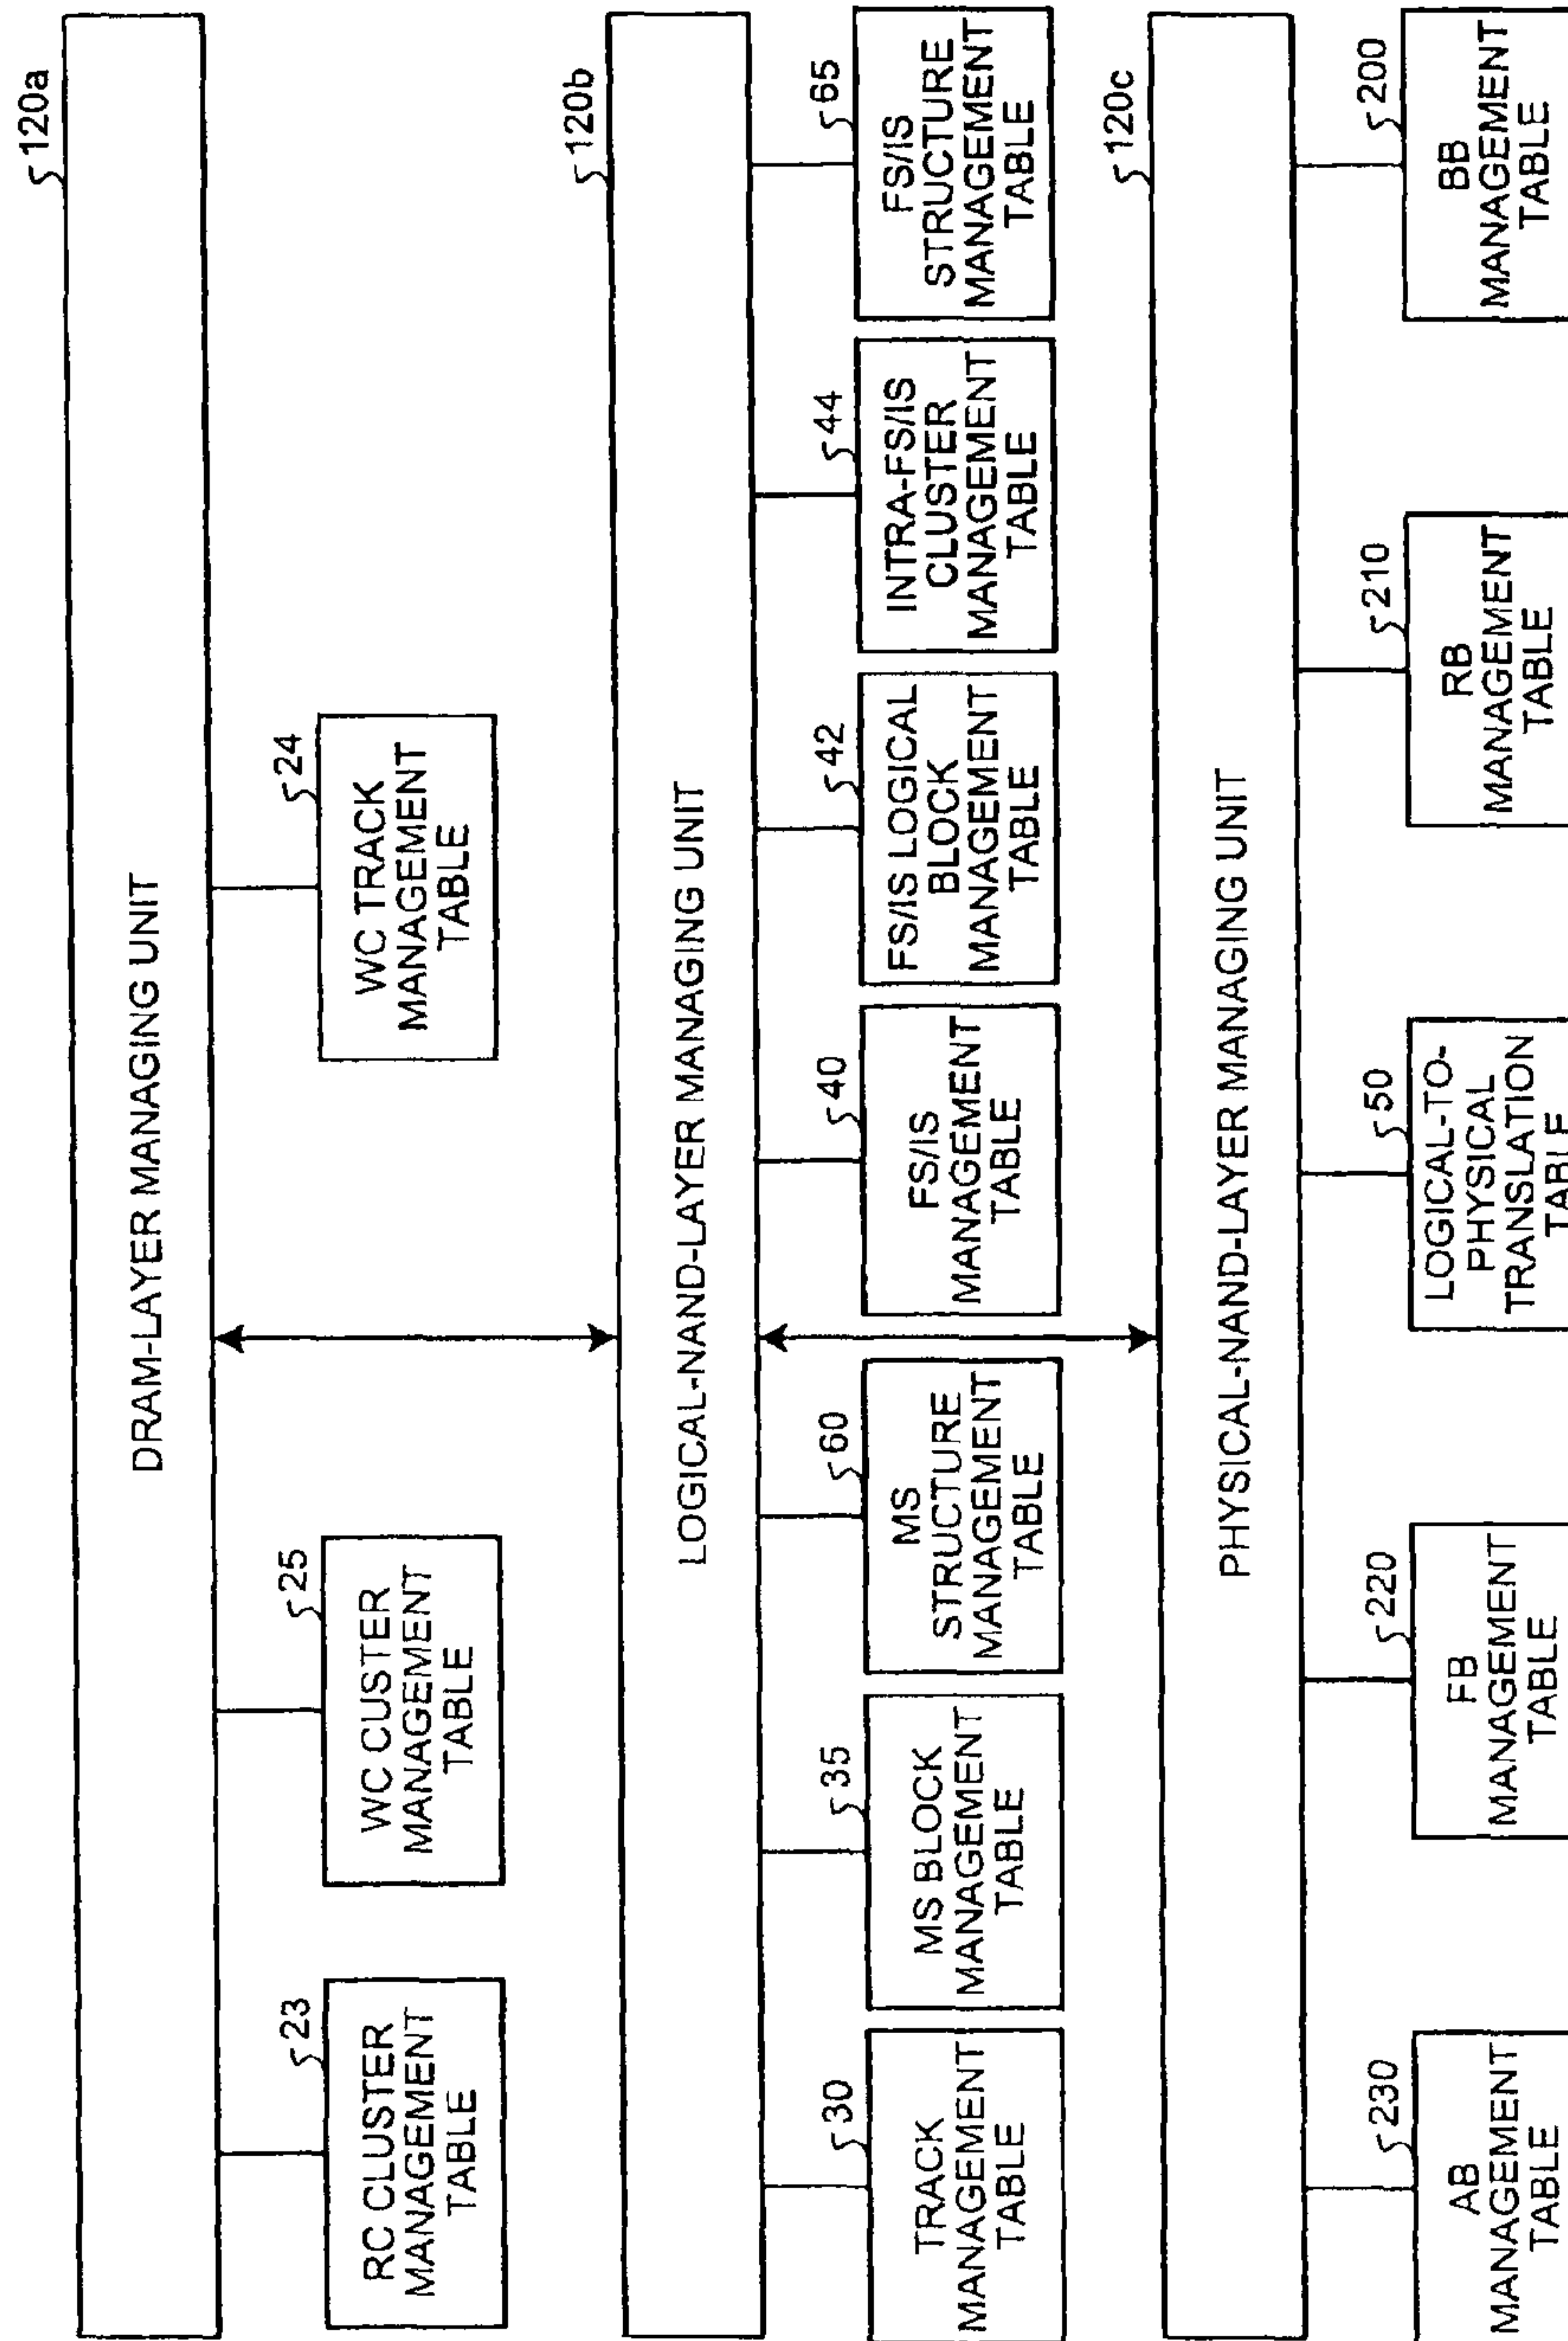 120a
DRAM-LAYER MANAGING UNIT
23
RC CLUSTER
MANAGEMENT
TABLE
25
WC CUSTER
MANAGEMENT
TABLE
24
WC TRACK
MANAGEMENT
TABLE
120b
LOGICAL-NAND-LAYER MANAGING UNIT
30
TRACK
MANAGEMENT
TABLE
35
MS BLOCK
MANAGEMENT
TABLE
60
MS
STRUCTURE
MANAGEMENT
TABLE
40
FS/IS
MANAGEMENT
TABLE
42
FS/IS LOGICAL
BLOCK
MANAGEMENT
TABLE
44
INTRA-FS/IS
CLUSTER
MANAGEMENT
TABLE
65
FS/IS
STRUCTURE
MANAGEMENT
TABLE
120c
PHYSICAL-NAND-LAYER MANAGING UNIT
230
AB
MANAGEMENT
TABLE
220
FB
MANAGEMENT
TABLE
50
LOGICAL-TO-
PHYSICAL
TRANSLATION
TABLE
210
RB
MANAGEMENT
TABLE
200
BB
MANAGEMENT
TABLE